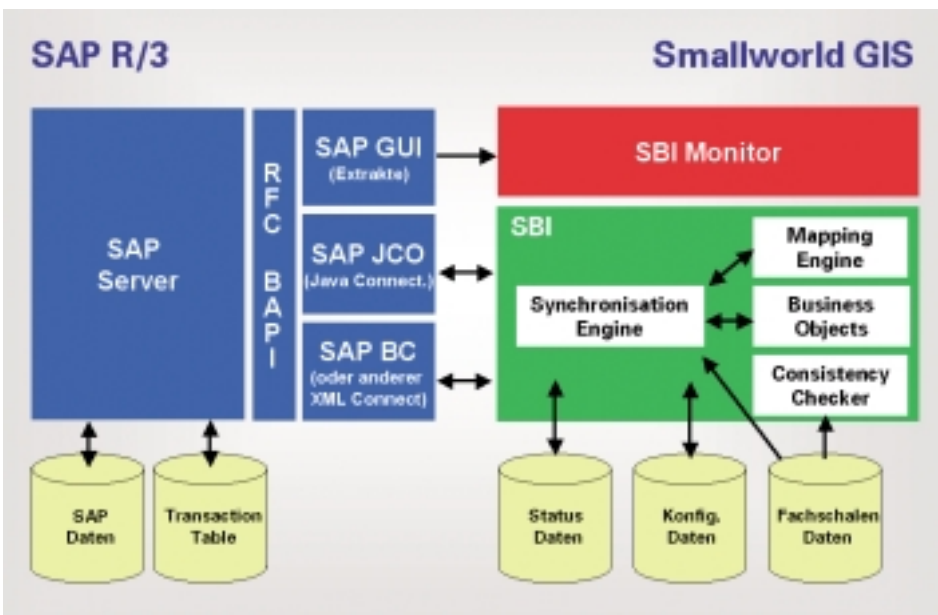 SAP R/3
Smallworld GIS
SAP
Server
RFC BAPI
SAP GUI
(Extrakte)
SAP JCO
(Java Connect.)
SAP BC
(oder anderer
XML Connect)
SBI Monitor
SBI
Synchronisation
Engine
Mapping
Engine
Business
Objects
Consistency
Checker
SAP
Daten
Transaction
Table
Status
Daten
Konfig.
Daten
Fachschalen
Daten